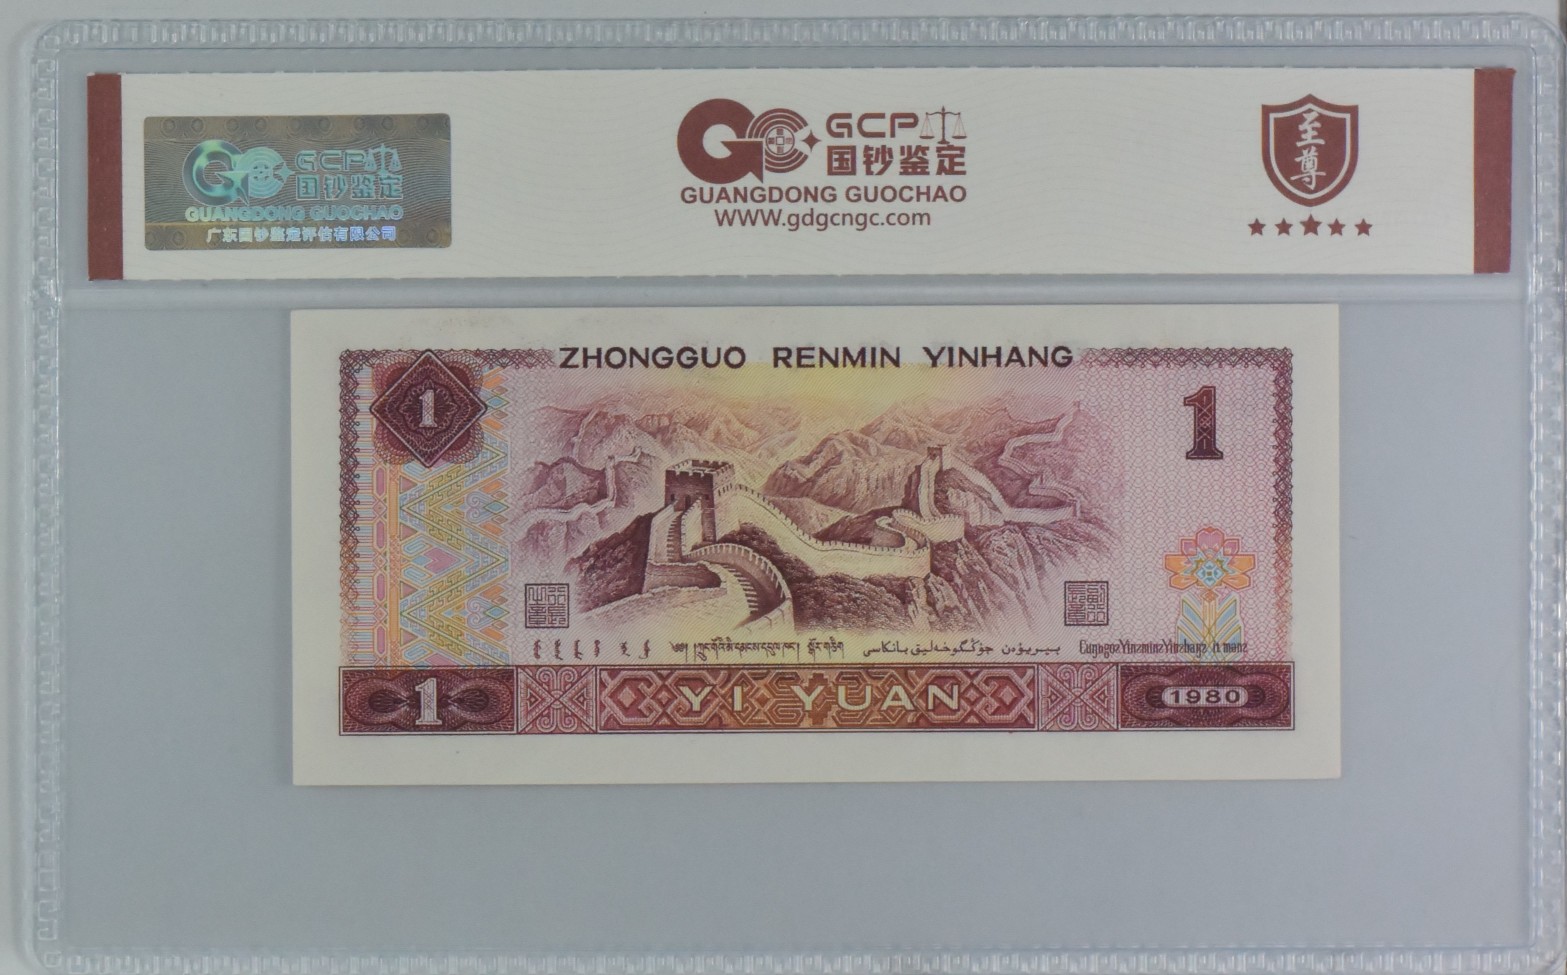 GCP
国钞鉴定
GUANGDONG GUOCHAO
广东国钞鉴定评估有限公司
GCP
国钞鉴定
GUANGDONG GUOCHAO
WWW.gdgcngc.com
至
尊
ZHONGGUO RENMIN YINHANG
1
1
YI YUAN
1
1980